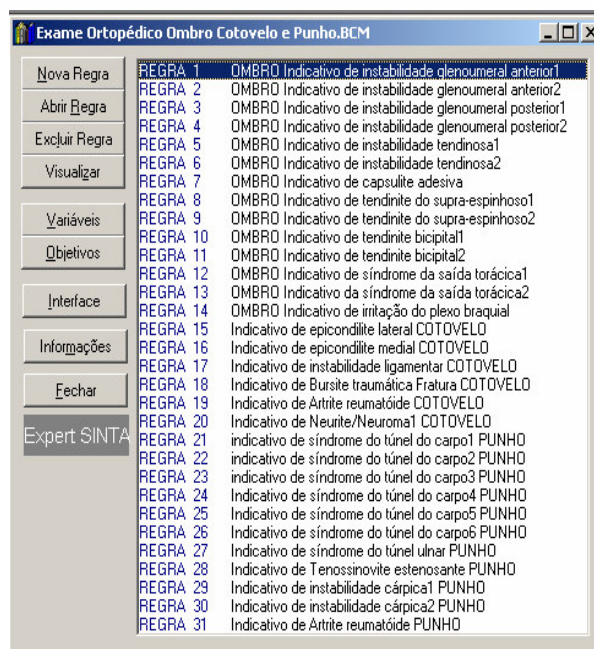 Exame Ortopédico Ombro Cotovelo e Punho.BCM
Nova Regra
Abrir Regra
Excluir Regra
Visualizar
Variáveis
Objetivos
Interface
Informações
Fechar
Expert SINTA
REGRA 1 OMBRO Indicativo de instabilidade glenoumeral anterior1
REGRA 2 OMBRO Indicativo de instabilidade glenoumeral anterior2
REGRA 3 OMBRO Indicativo de instabilidade glenoumeral posterior1
REGRA 4 OMBRO Indicativo de instabilidade glenoumeral posterior2
REGRA 5 OMBRO Indicativo de instabilidade tendinosa1
REGRA 6 OMBRO Indicativo de instabilidade tendinosa2
REGRA 7 OMBRO Indicativo de capsulite adesiva
REGRA 8 OMBRO Indicativo de tendinite do supra-espinhoso1
REGRA 9 OMBRO Indicativo de tendinite do supra-espinhoso2
REGRA 10 OMBRO Indicativo de tendinite bicipital1
REGRA 11 OMBRO Indicativo de tendinite bicipital2
REGRA 12 OMBRO Indicativo de síndrome da saída torácica1
REGRA 13 OMBRO Indicativo da síndrome da saída torácica2
REGRA 14 OMBRO Indicativo de irritação do plexo braquial
REGRA 15 Indicativo de epicondilite lateral COTOVELO
REGRA 16 Indicativo de epicondilite medial COTOVELO
REGRA 17 Indicativo de instabilidade ligamentar COTOVELO
REGRA 18 Indicativo de Bursite traumática Fratura COTOVELO
REGRA 19 Indicativo de Artrite reumatóide COTOVELO
REGRA 20 Indicativo de Neurite/Neuroma1 COTOVELO
REGRA 21 indicativo de síndrome do túnel do carpo1 PUNHO
REGRA 22 indicativo de síndrome do túnel do carpo2 PUNHO
REGRA 23 indicativo de síndrome do túnel do carpo3 PUNHO
REGRA 24 Indicativo de síndrome do túnel do carpo4 PUNHO
REGRA 25 Indicativo de síndrome do túnel do carpo5 PUNHO
REGRA 26 Indicativo de síndrome do túnel do carpo6 PUNHO
REGRA 27 Indicativo de síndrome do túnel ulnar PUNHO
REGRA 28 Indicativo de Tenossinovite estenosante PUNHO
REGRA 29 Indicativo de instabilidade cárpica1 PUNHO
REGRA 30 Indicativo de instabilidade cárpica2 PUNHO
REGRA 31 Indicativo de Artrite reumatóide PUNHO